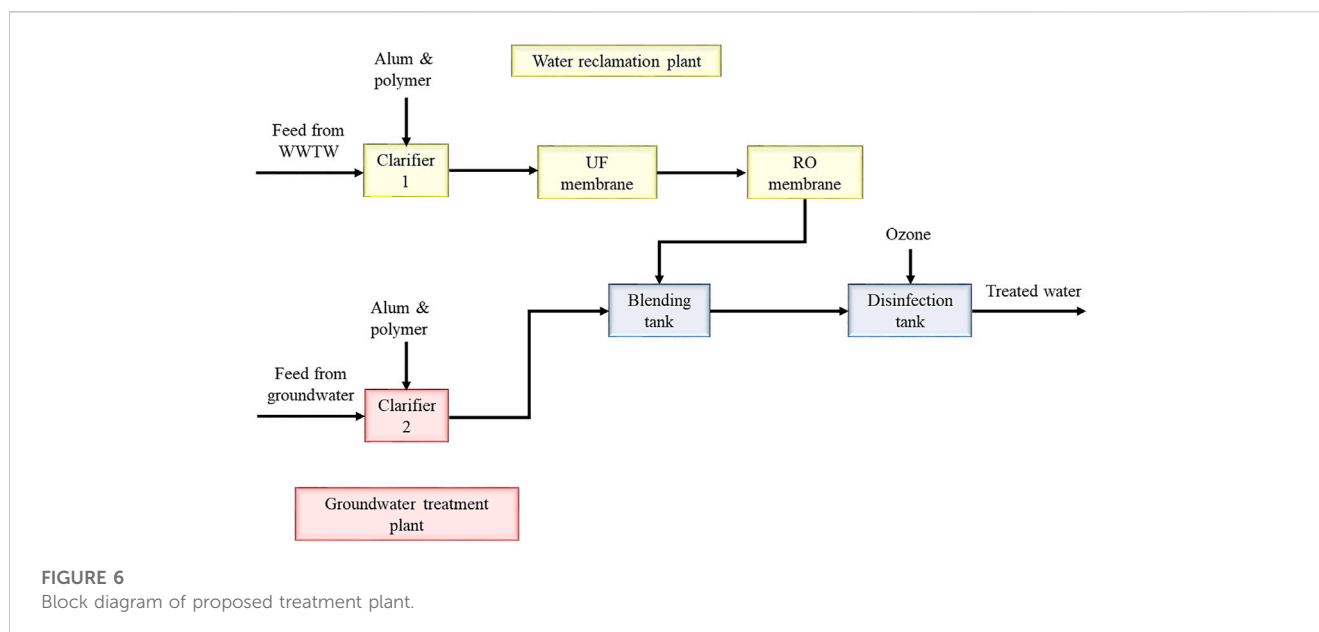 Alum &
polymer
Water reclamation plant
Feed from
WWTW
Clarifier
1
UF
membrane
RO
membrane
Ozone
Alum &
polymer
Blending
tank
Disinfection
tank
Treated water
Feed from
groundwater
Clarifier
2
Groundwater treatment
plant
FIGURE 6
Block diagram of proposed treatment plant.